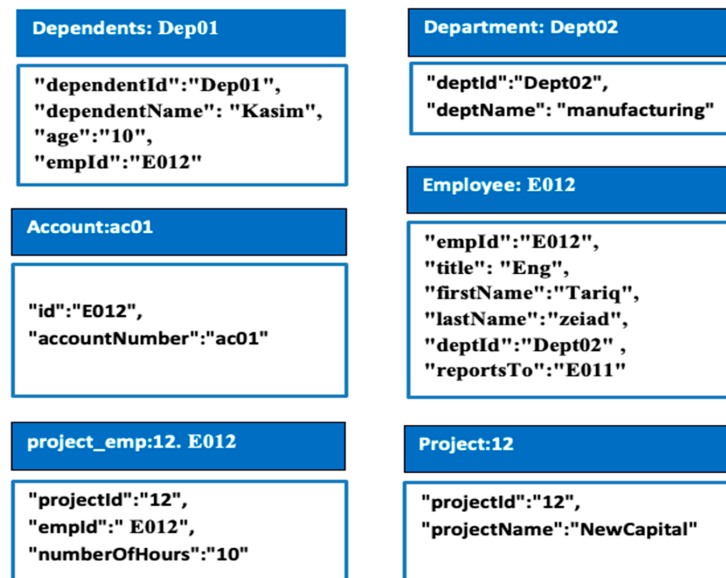 Dependents: Dep01
"dependentId":"Dep01",
"dependentName": "Kasim",
"age":"10",
"empId":"E012"
Account:ac01
"id":"E012",
"accountNumber":"ac01"
project_emp:12. E012
"projectId":"12",
"empId":" E012",
"numberOfHours":"10"
Department: Dept02
"deptId":"Dept02",
"deptName": "manufacturing"
Employee: E012
"empId":"E012",
"title": "Eng",
"firstName":"Tariq",
"lastName":"zeiad",
"deptId":"Dept02" ,
"reportsTo":"E011"
Project:12
"projectId":"12",
"projectName":"NewCapital"